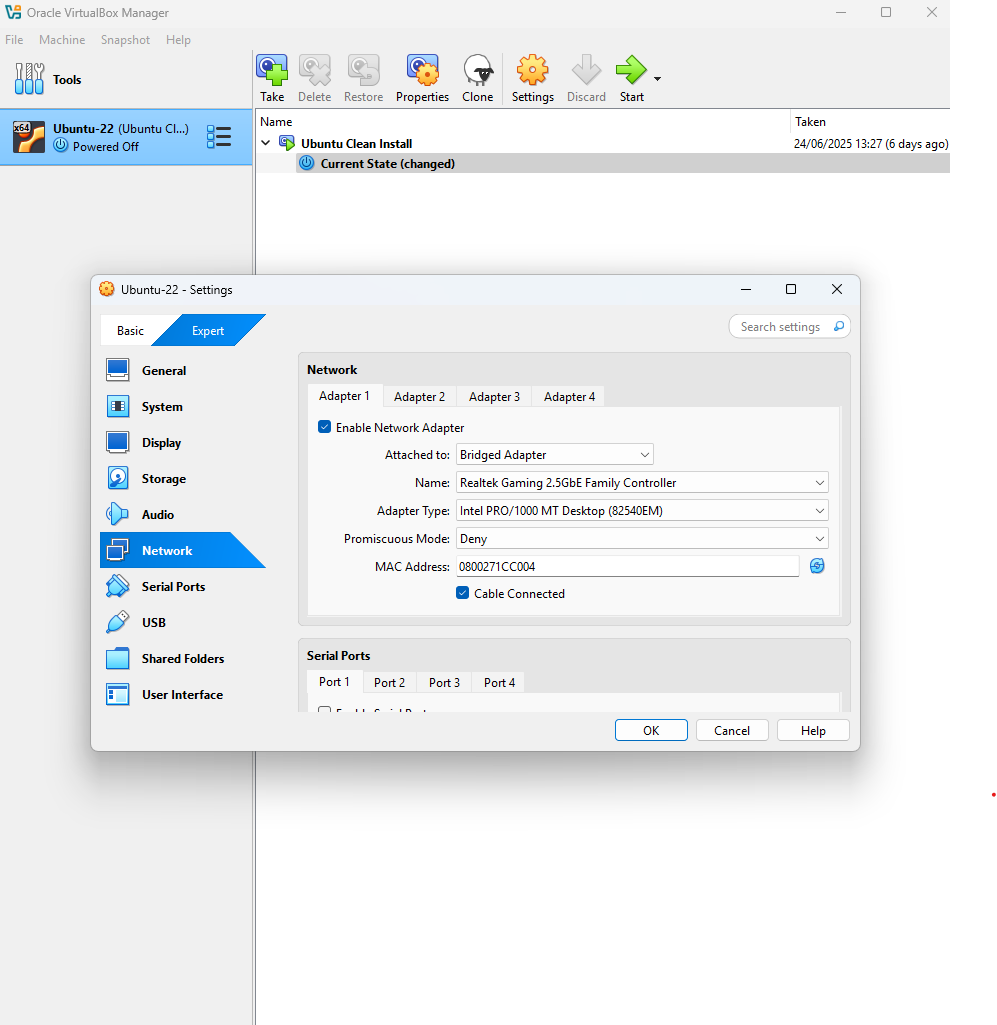 Oracle VirtualBox Manager
File Machine Snapshot Help
Tools
Take Delete Restore Properties Clone Settings Discard Start
x64
Ubuntu-22 (Ubuntu Cl...)
Powered Off
Name Taken
Ubuntu Clean Install 24/06/2025 13:27 (6 days ago)
Current State (changed)
Ubuntu-22 - Settings
Basic Expert Search settings
General
System
Display
Storage
Audio
Network
Serial Ports
USB
Shared Folders
User Interface
Network
Adapter 1 Adapter 2 Adapter 3 Adapter 4
Enable Network Adapter
Attached to: Bridged Adapter
Name: Realtek Gaming 2.5GbE Family Controller
Adapter Type: Intel PRO/1000 MT Desktop (82540EM)
Promiscuous Mode: Deny
MAC Address: 0800271CC004
Cable Connected
Serial Ports
Port 1 Port 2 Port 3 Port 4
Enable Serial Port
OK Cancel Help